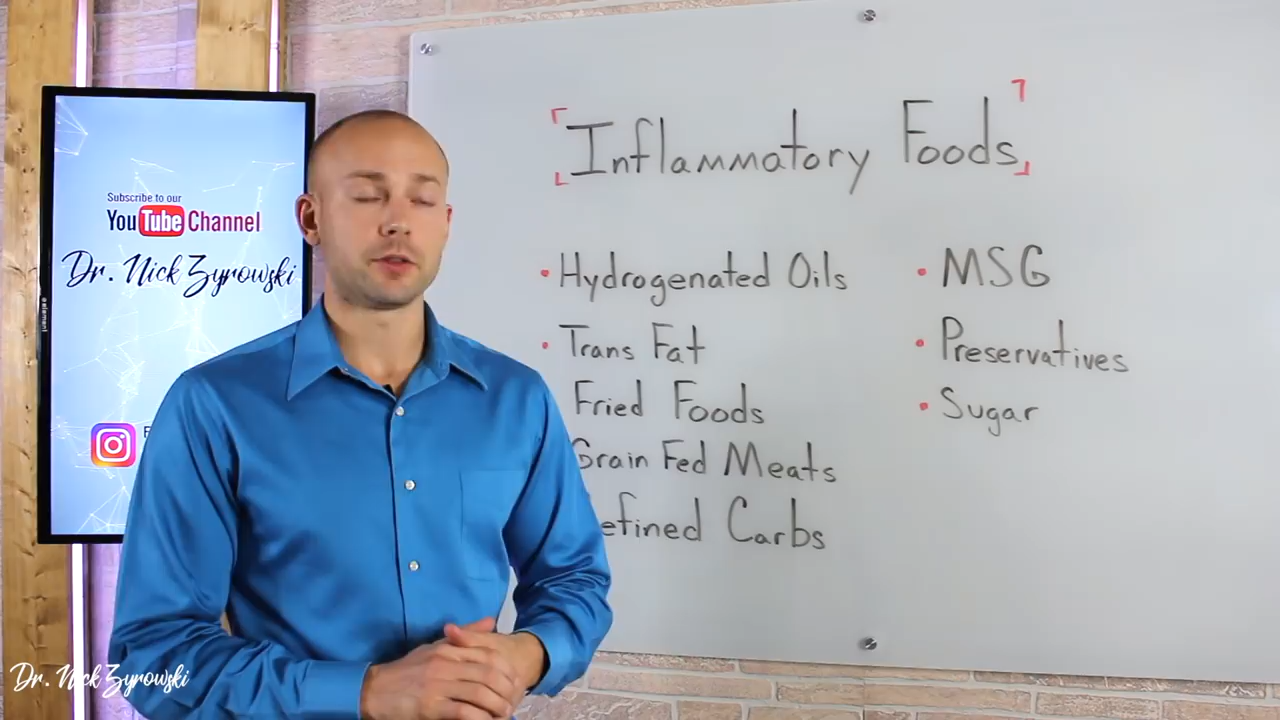 Subscribe to our
YouTube Channel
Dr. Nick Zyrowski
[Inflammatory Foods]
• Hydrogenated Oils
• Trans Fat
Fried Foods
Grain Fed Meats
efined Carbs
• MSG
• Preservatives
• Sugar
Dr. Nick Zyrowski